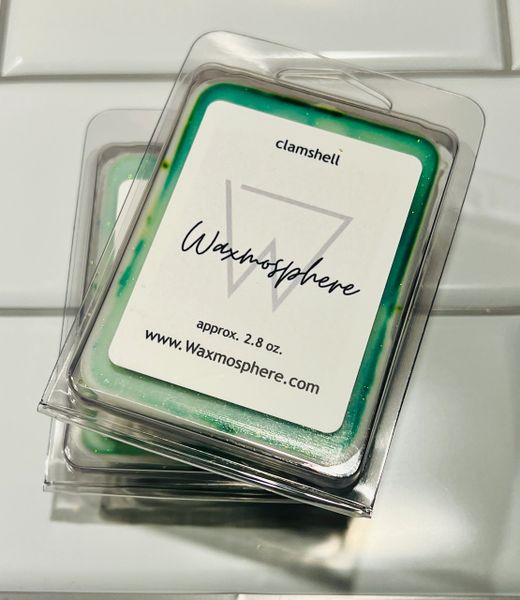 clamshell
Waxmosphere
approx. 2.8 oz.
www.Waxmosphere.com